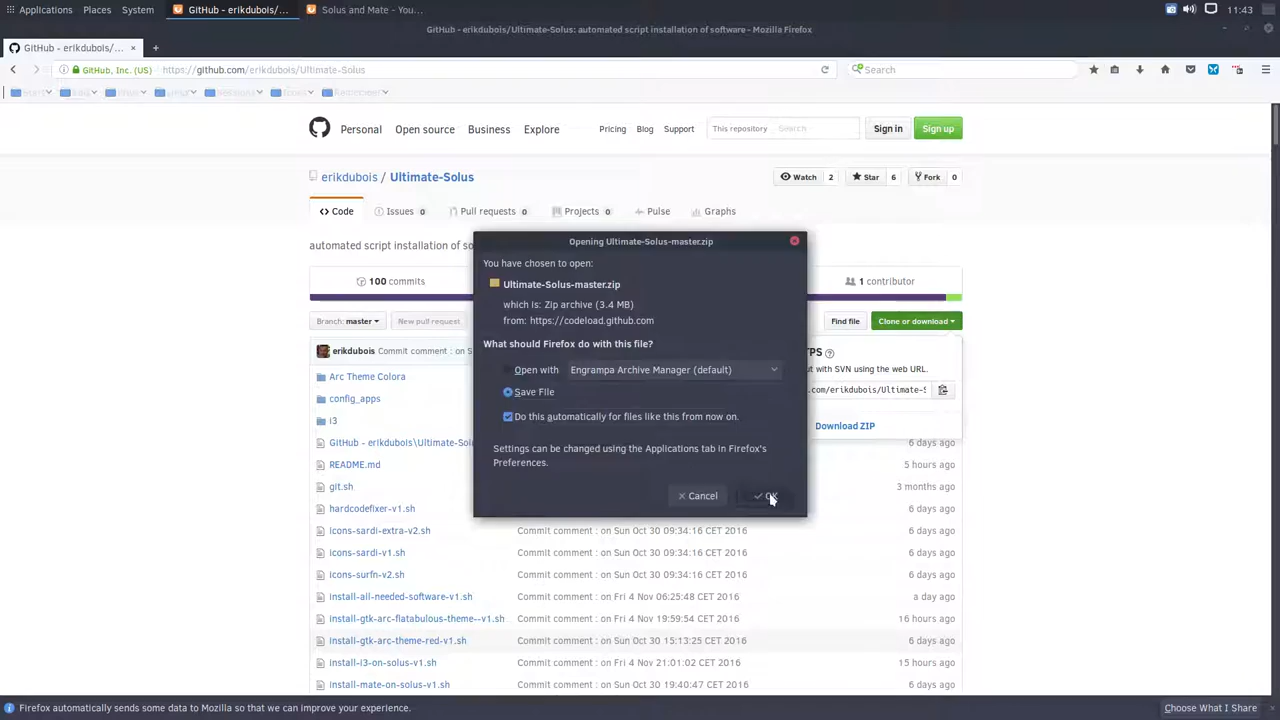 Applications Places System GitHub - erikdubois/... Solus and Mate - You... 11:43
GitHub - erikdubois/Ultimate-Solus: automated script installation of software - Mozilla Firefox
GitHub - erikdubois/... × +
GitHub, Inc. (US) https://github.com/erikdubois/Ultimate-Solus Search
Personal Open source Business Explore Pricing Blog Support This repository Search Sign in Sign up
erikdubois / Ultimate-Solus Watch 2 Star 6 Fork 0
Code Issues 0 Pull requests 0 Projects 0 Pulse Graphs
automated script installation of so
100 commits 1 contributor
Branch: master New pull request Find file Clone or download
Opening Ultimate-Solus-master.zip
You have chosen to open:
Ultimate-Solus-master.zip
which is: Zip archive (3.4 MB)
from: https://codeload.github.com
What should Firefox do with this file?
Open with Engrampa Archive Manager (default)
Save File
Do this automatically for files like this from now on.
Settings can be changed using the Applications tab in Firefox's
Preferences.
Cancel OK
TPS
ut with SVN using the web URL.
.com/erikdubois/Ultimate-S
Download ZIP
erikdubois Commit comment : on S
Arc Theme Colora
config_apps
i3
GitHub - erikdubois\Ultimate-Solu 6 days ago
README.md 5 hours ago
git.sh 3 months ago
hardcodefixer-v1.sh 6 days ago
icons-sardi-extra-v2.sh Commit comment : on Sun Oct 30 09:34:16 CET 2016 6 days ago
icons-sardi-v1.sh Commit comment : on Sun Oct 30 09:34:16 CET 2016 6 days ago
icons-surfn-v2.sh Commit comment : on Sun Oct 30 09:34:16 CET 2016 6 days ago
install-all-needed-software-v1.sh Commit comment : on Fri 4 Nov 06:25:48 CET 2016 a day ago
install-gtk-arc-flatabulous-theme--v1.sh Commit comment : on Fri 4 Nov 19:59:54 CET 2016 16 hours ago
install-gtk-arc-theme-red-v1.sh Commit comment : on Sun Oct 30 15:13:25 CET 2016 6 days ago
install-i3-on-solus-v1.sh Commit comment : on Fri 4 Nov 21:01:02 CET 2016 15 hours ago
install-mate-on-solus-v1.sh Commit comment : on Sun Oct 30 19:40:47 CET 2016 6 days ago
Firefox automatically sends some data to Mozilla so that we can improve your experience. Choose What I Share